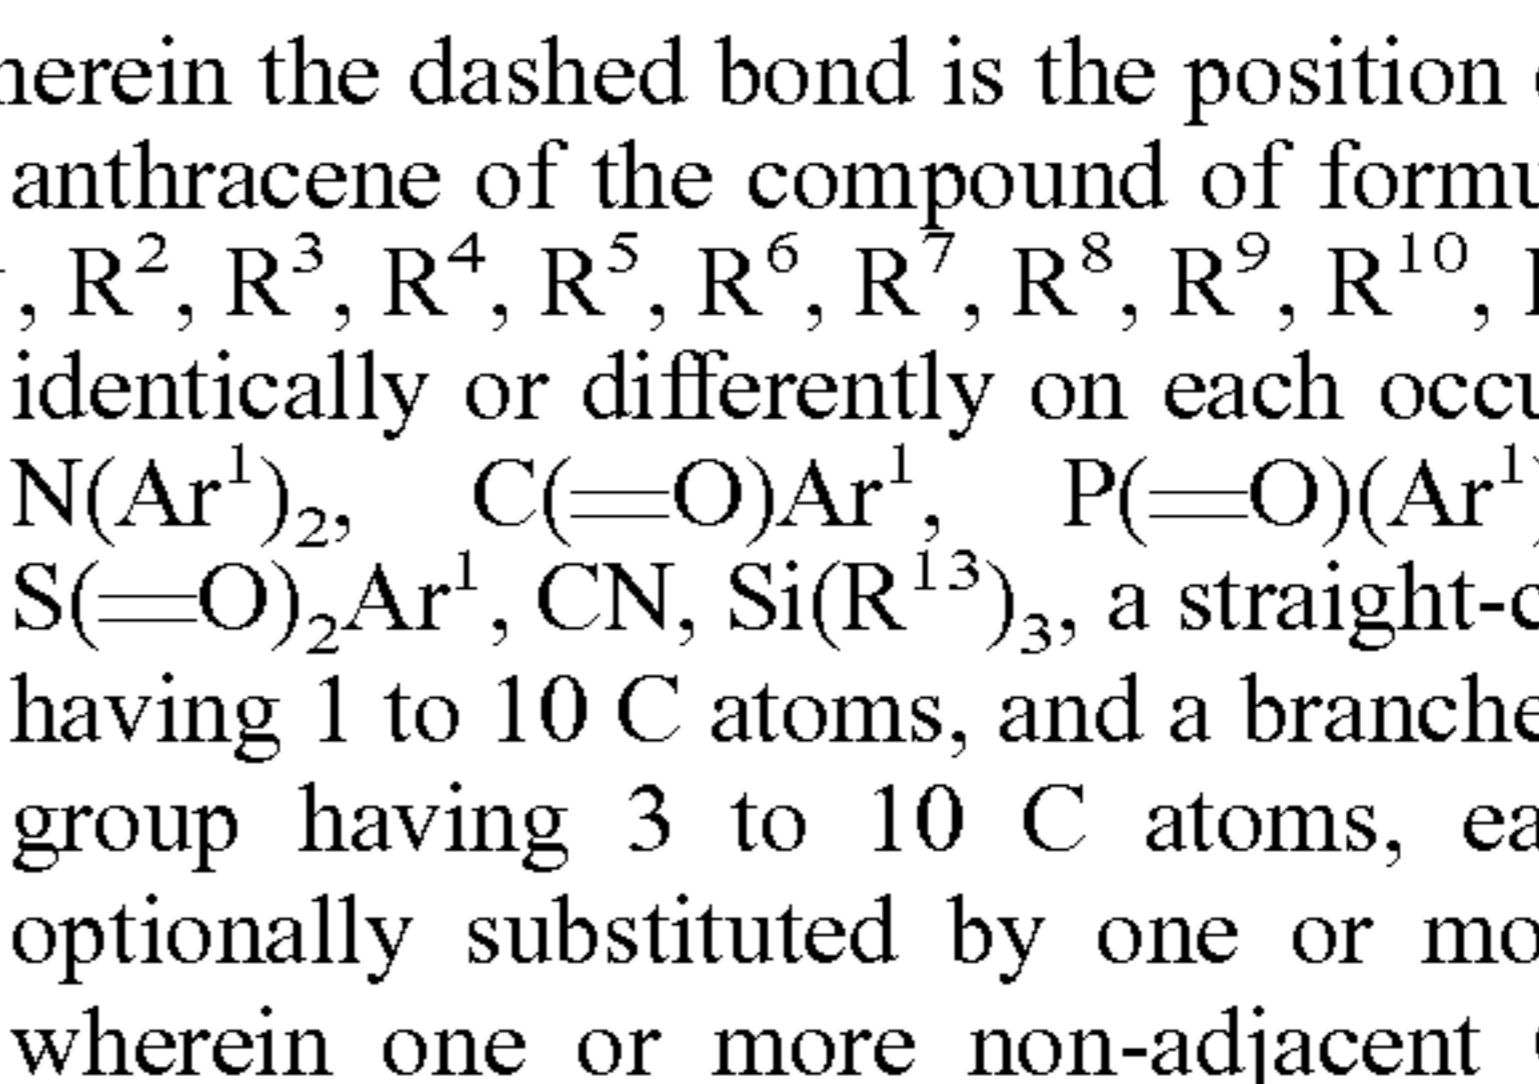 herein the dashed bond is the position
anthracene of the compound of formu
, R², R³, R⁴, R⁵, R⁶, R⁷, R⁸, R⁹, R¹⁰,
identically or differently on each occu
N(Ar¹)₂, C(=O)Ar¹, P(=O)(Ar¹)
S(=O)₂Ar¹, CN, Si(R¹³)₃, a straight-c
having 1 to 10 C atoms, and a branche
group having 3 to 10 C atoms, ea
optionally substituted by one or mo
wherein one or more non-adjacent